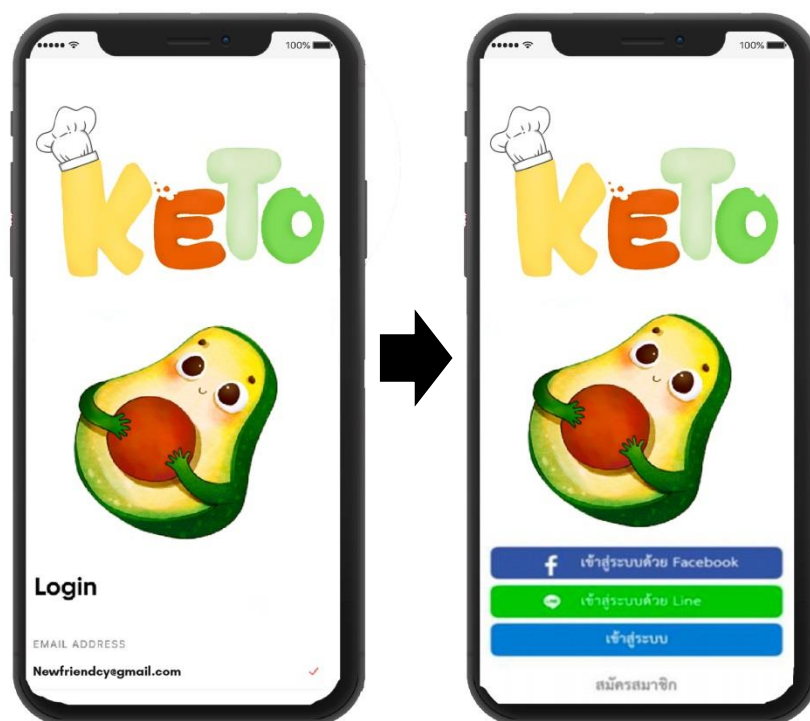 100%
KETO
Login
EMAIL ADDRESS
Newfriendcy@gmail.com
100%
KETO
เข้าสู่ระบบด้วย Facebook
เข้าสู่ระบบด้วย Line
เข้าสู่ระบบ
สมัครสมาชิก